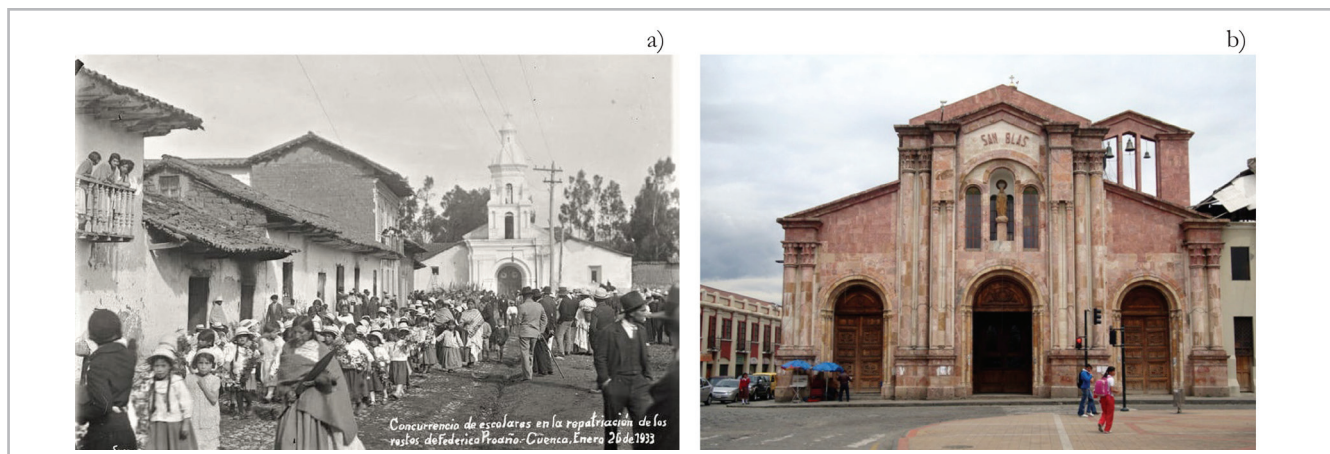 a)
b)
Concurrencia de escolares en la repatriación de los
restos de Federico Proaño.-Cuenca, Enero 26 de 1933
SAN BLAS